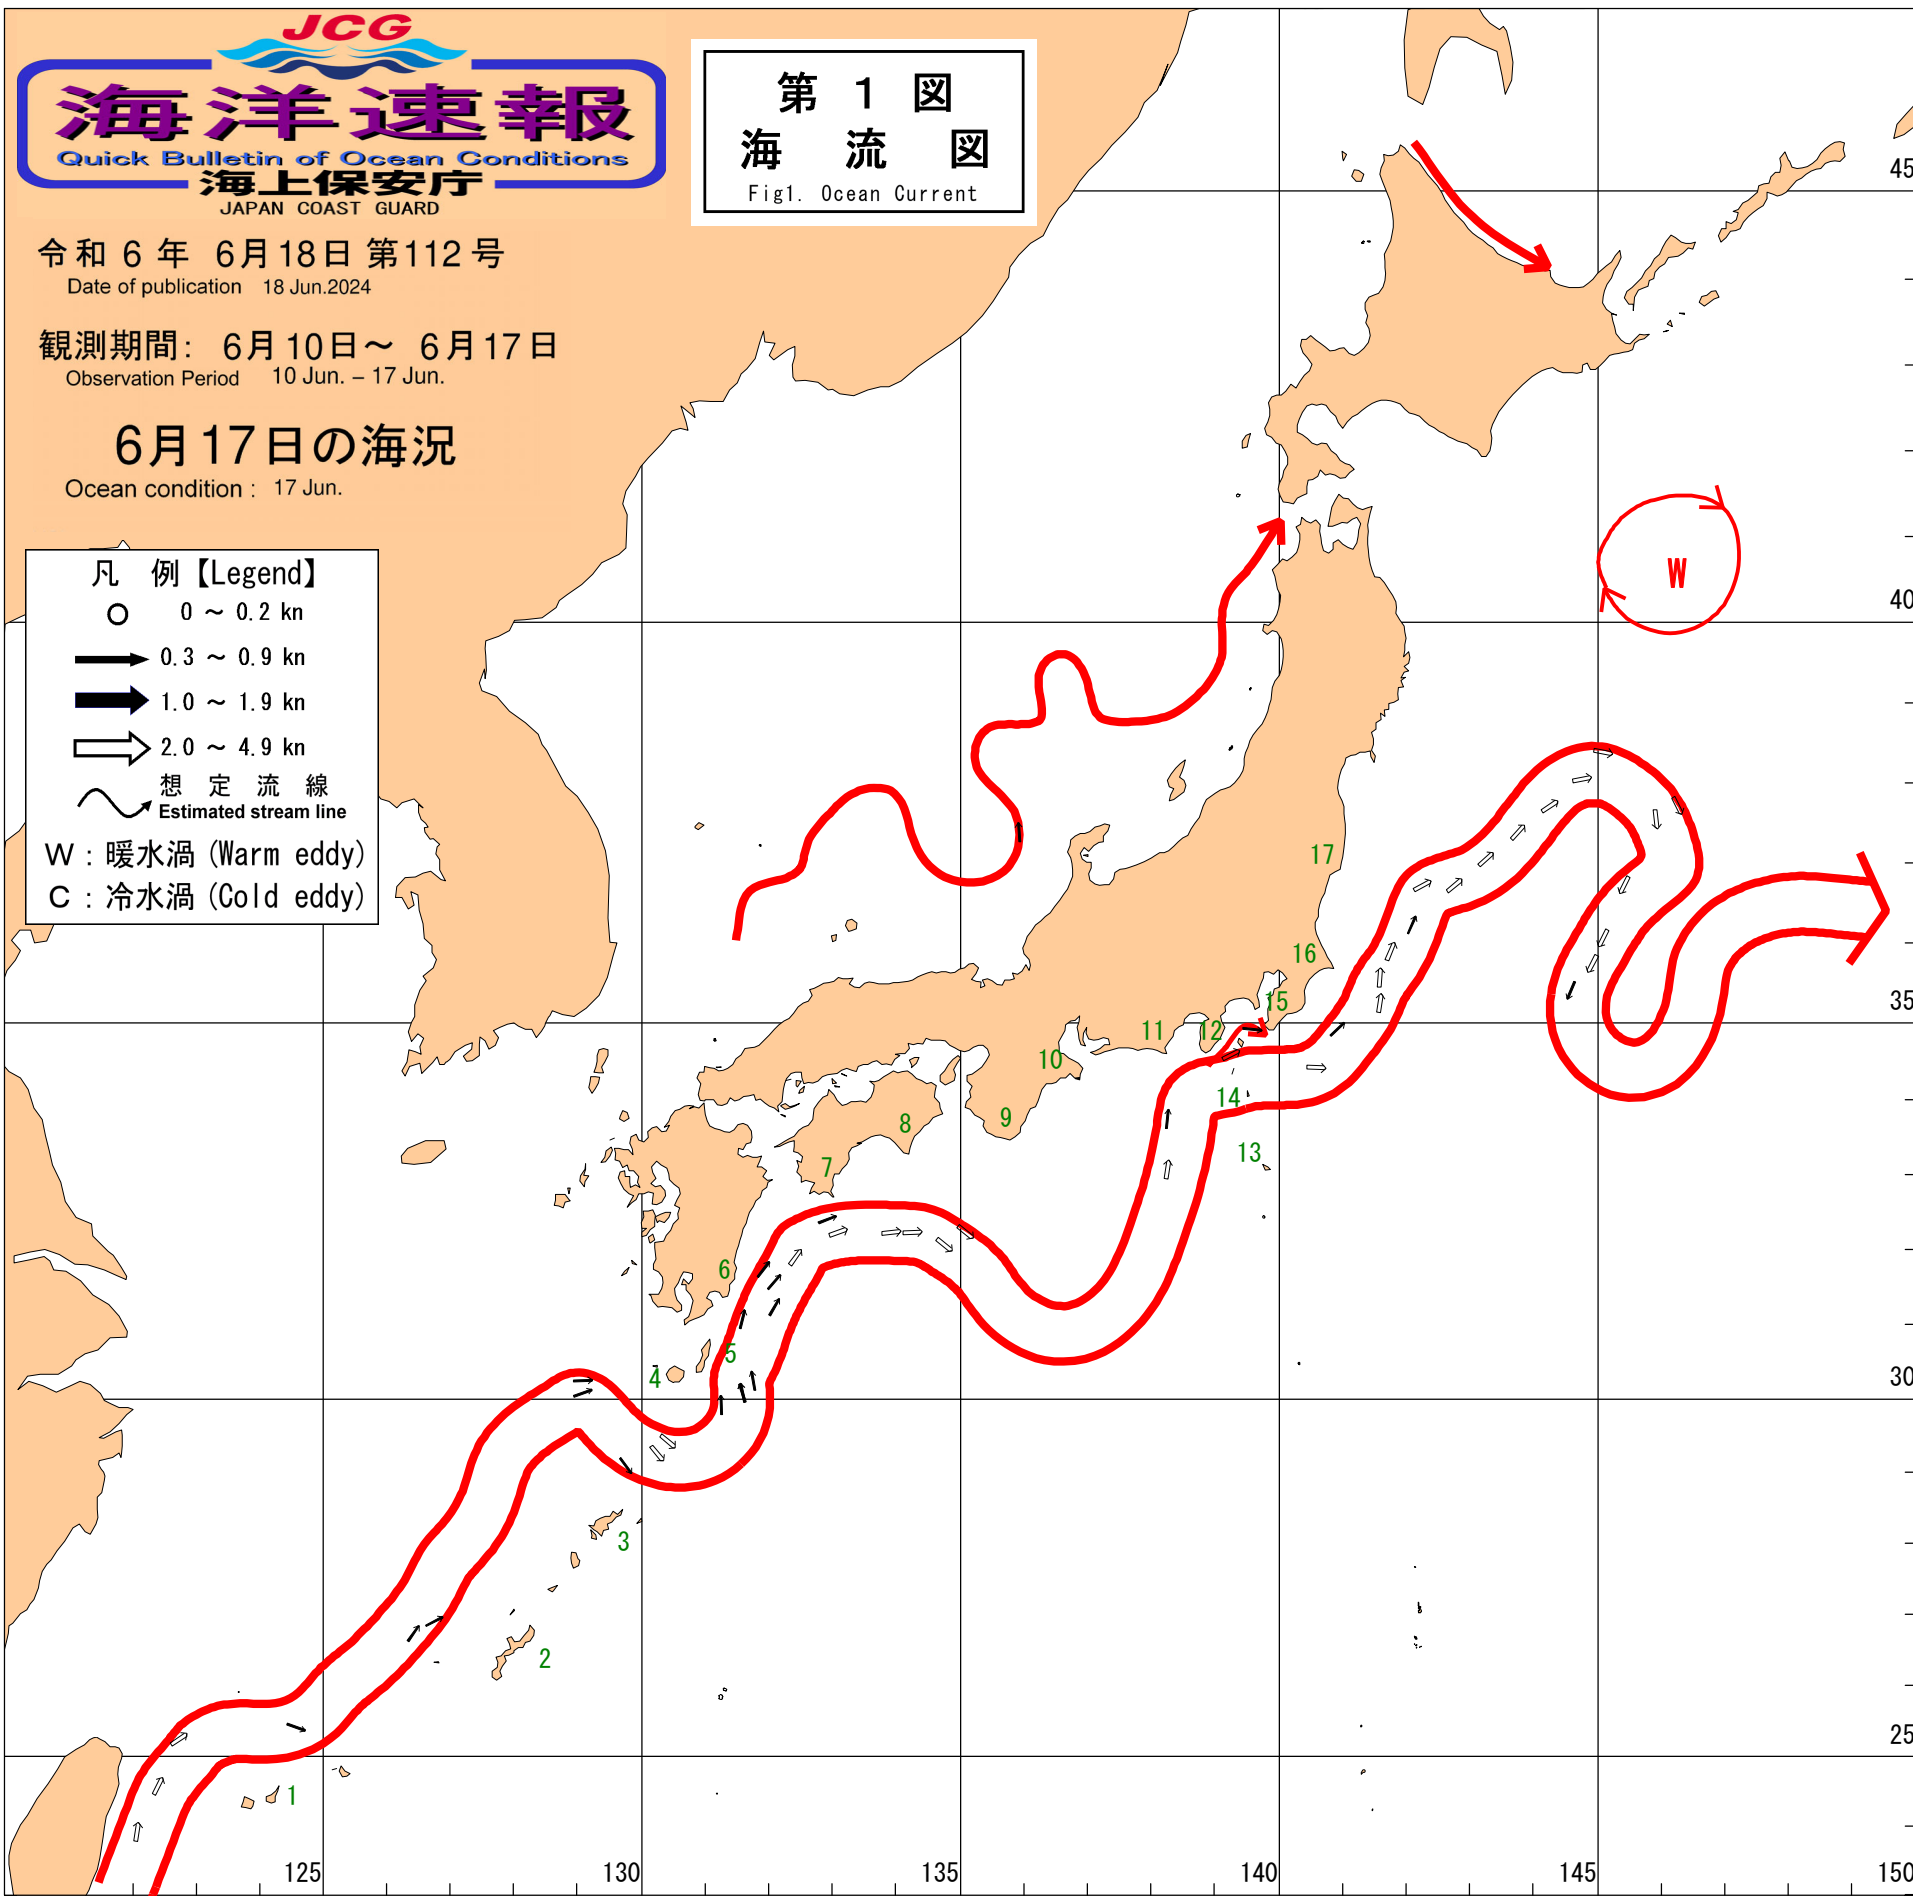 JCG
海洋速報
Quick Bulletin of Ocean Conditions
海上保安庁
JAPAN COAST GUARD
令和 6 年 6月18日 第112号
Date of publication 18 Jun.2024
観測期間: 6月10日～ 6月17日
Observation Period 10 Jun. – 17 Jun.
6月17日の海況
Ocean condition : 17 Jun.
第 1 図
海 流 図
Fig1. Ocean Current
凡 例【Legend】
0 ～ 0.2 kn
0.3 ～ 0.9 kn
1.0 ～ 1.9 kn
2.0 ～ 4.9 kn
想 定 流 線
Estimated stream line
W : 暖水渦 (Warm eddy)
C : 冷水渦 (Cold eddy)
45
W
40
17
16
35
15
12
11
10
14
9
8
13
7
6
5
4
30
3
2
25
1
125
130
135
140
145
150